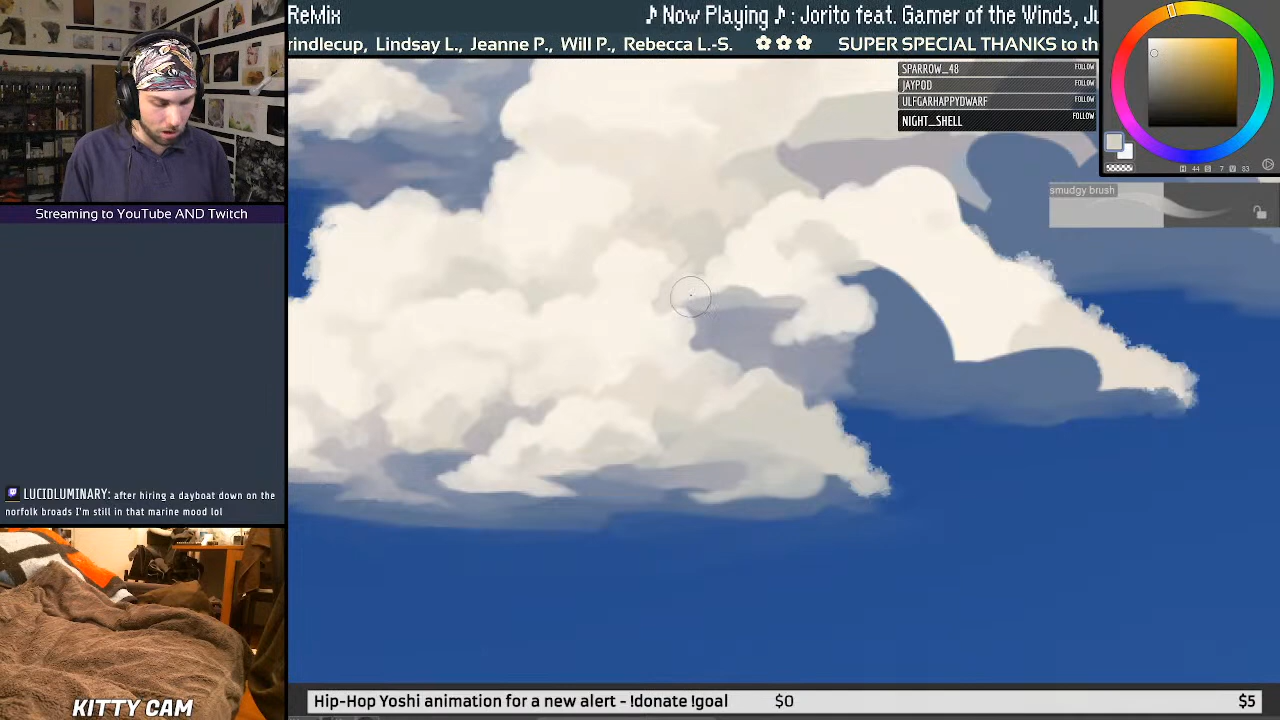 ReMix
♪ Now Playing ♪ : Jorito feat. Gamer of the Winds, Ju
rindlecup, Lindsay L., Jeanne P., Will P., Rebecca L.-S. ✿ ✿ ✿ SUPER SPECIAL THANKS to th
SPARROW_48 FOLLOW
JAYPOD FOLLOW
ULFGARHAPPYDWARF FOLLOW
NIGHT_SHELL FOLLOW
H 44 S 7 V 83
smudgy brush
Streaming to YouTube AND Twitch
LUCIDLUMINARY: after hiring a dayboat down on the
norfolk broads I'm still in that marine mood lol
KITTY CAM
Hip-Hop Yoshi animation for a new alert - !donate !goal $0 $5